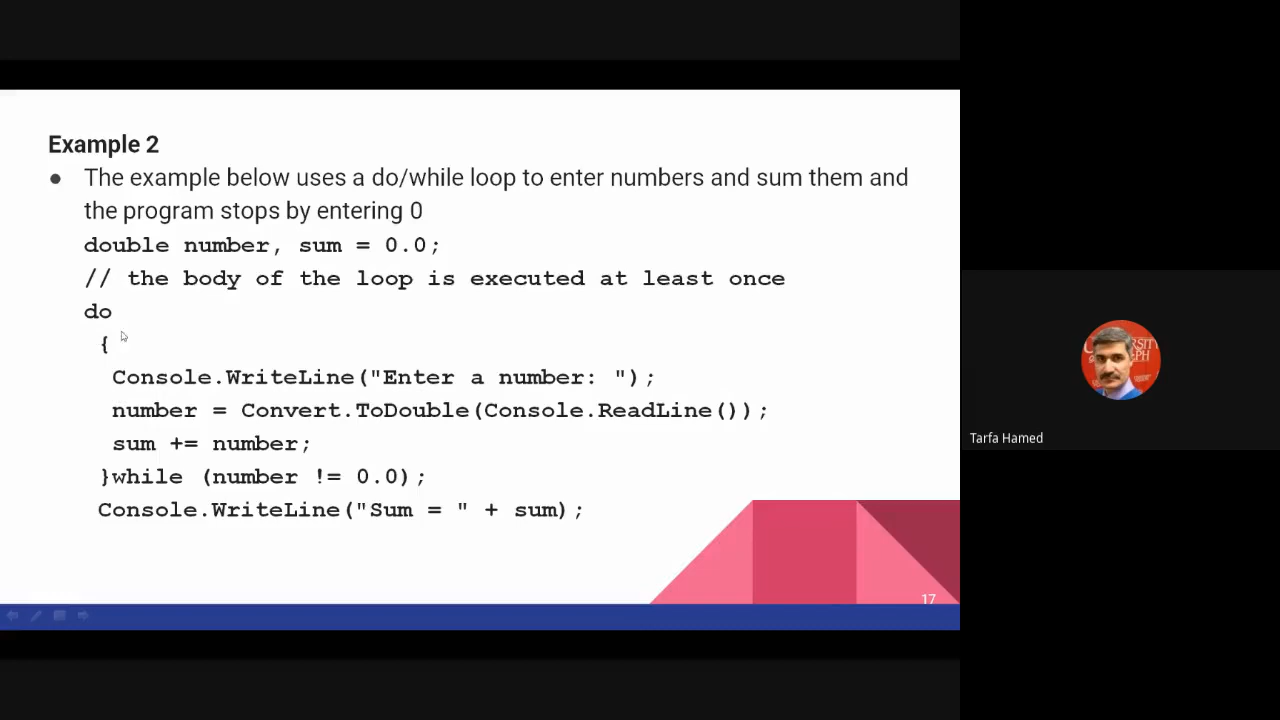 Example 2
● The example below uses a do/while loop to enter numbers and sum them and
the program stops by entering 0
double number, sum = 0.0;
// the body of the loop is executed at least once
do
{
Console.WriteLine("Enter a number: ");
number = Convert.ToDouble(Console.ReadLine());
sum += number;
}while (number != 0.0);
Console.WriteLine("Sum = " + sum);
17
Tarfa Hamed